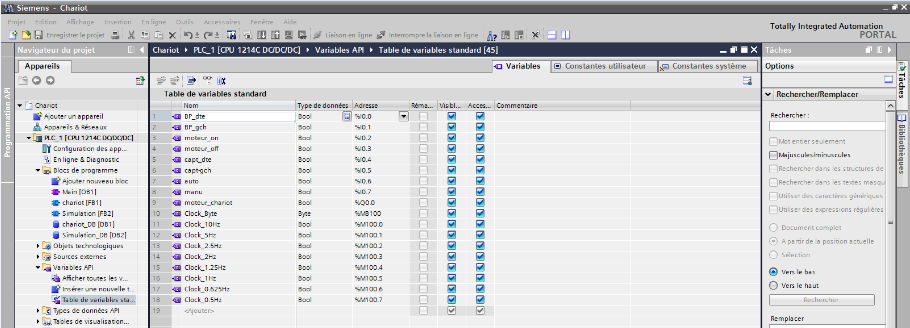 Siemens - Chariot
Projet Edition Affichage Insertion En ligne Outils Accessoires Fenêtre Aide
Enregistrer le projet
Liaison en ligne Interrompre la liaison en ligne
Totally Integrated Automation
PORTAL
Navigateur du projet
Chariot PLC_1 [CPU 1214C DC/DC/DC] Variables API Table de variables standard [45]
Tâches
Appareils
Variables Constantes utilisateur Constantes système
Options
Programmation API
Table de variables standard
Nom Type de données Adresse Réma... Visibl... Acces... Commentaire
1 BP_dte Bool %I0.0
2 BP_gch Bool %I0.1
3 moteur_on Bool %I0.2
4 moteur_off Bool %I0.3
5 capt_dte Bool %I0.4
6 capt-gch Bool %I0.5
7 auto Bool %I0.6
8 manu Bool %I0.7
9 moteur_chariot Bool %Q0.0
10 Clock_Byte Byte %MB100
11 Clock_10Hz Bool %M100.0
12 Clock_5Hz Bool %M100.1
13 Clock_2.5Hz Bool %M100.2
14 Clock_2Hz Bool %M100.3
15 Clock_1.25Hz Bool %M100.4
16 Clock_1Hz Bool %M100.5
17 Clock_0.625Hz Bool %M100.6
18 Clock_0.5Hz Bool %M100.7
19 <Ajouter>
Chariot
Ajouter un appareil
Appareils & Réseaux
PLC_1 [CPU 1214C DC/DC/DC]
Configuration des app...
En ligne & Diagnostic
Blocs de programme
Ajouter nouveau bloc
Main [OB1]
chariot [FB1]
Simulation [FB2]
chariot_DB [DB1]
Simulation_DB [DB2]
Objets technologiques
Sources externes
Variables API
Afficher toutes les v...
Insérer une nouvelle t...
Table de variables sta...
Types de données API
Tables de visualisation...
Rechercher/Remplacer
Rechercher :
Mot entier seulement
Majuscules/minuscules
Rechercher dans les structures de
Rechercher dans les textes masqu
Utiliser des caractères génériques
Utiliser des expressions régulières
Document complet
A partir de la position actuelle
Sélection
Vers le bas
Vers le haut
Rechercher
Remplacer
Tâches
Bibliothèques